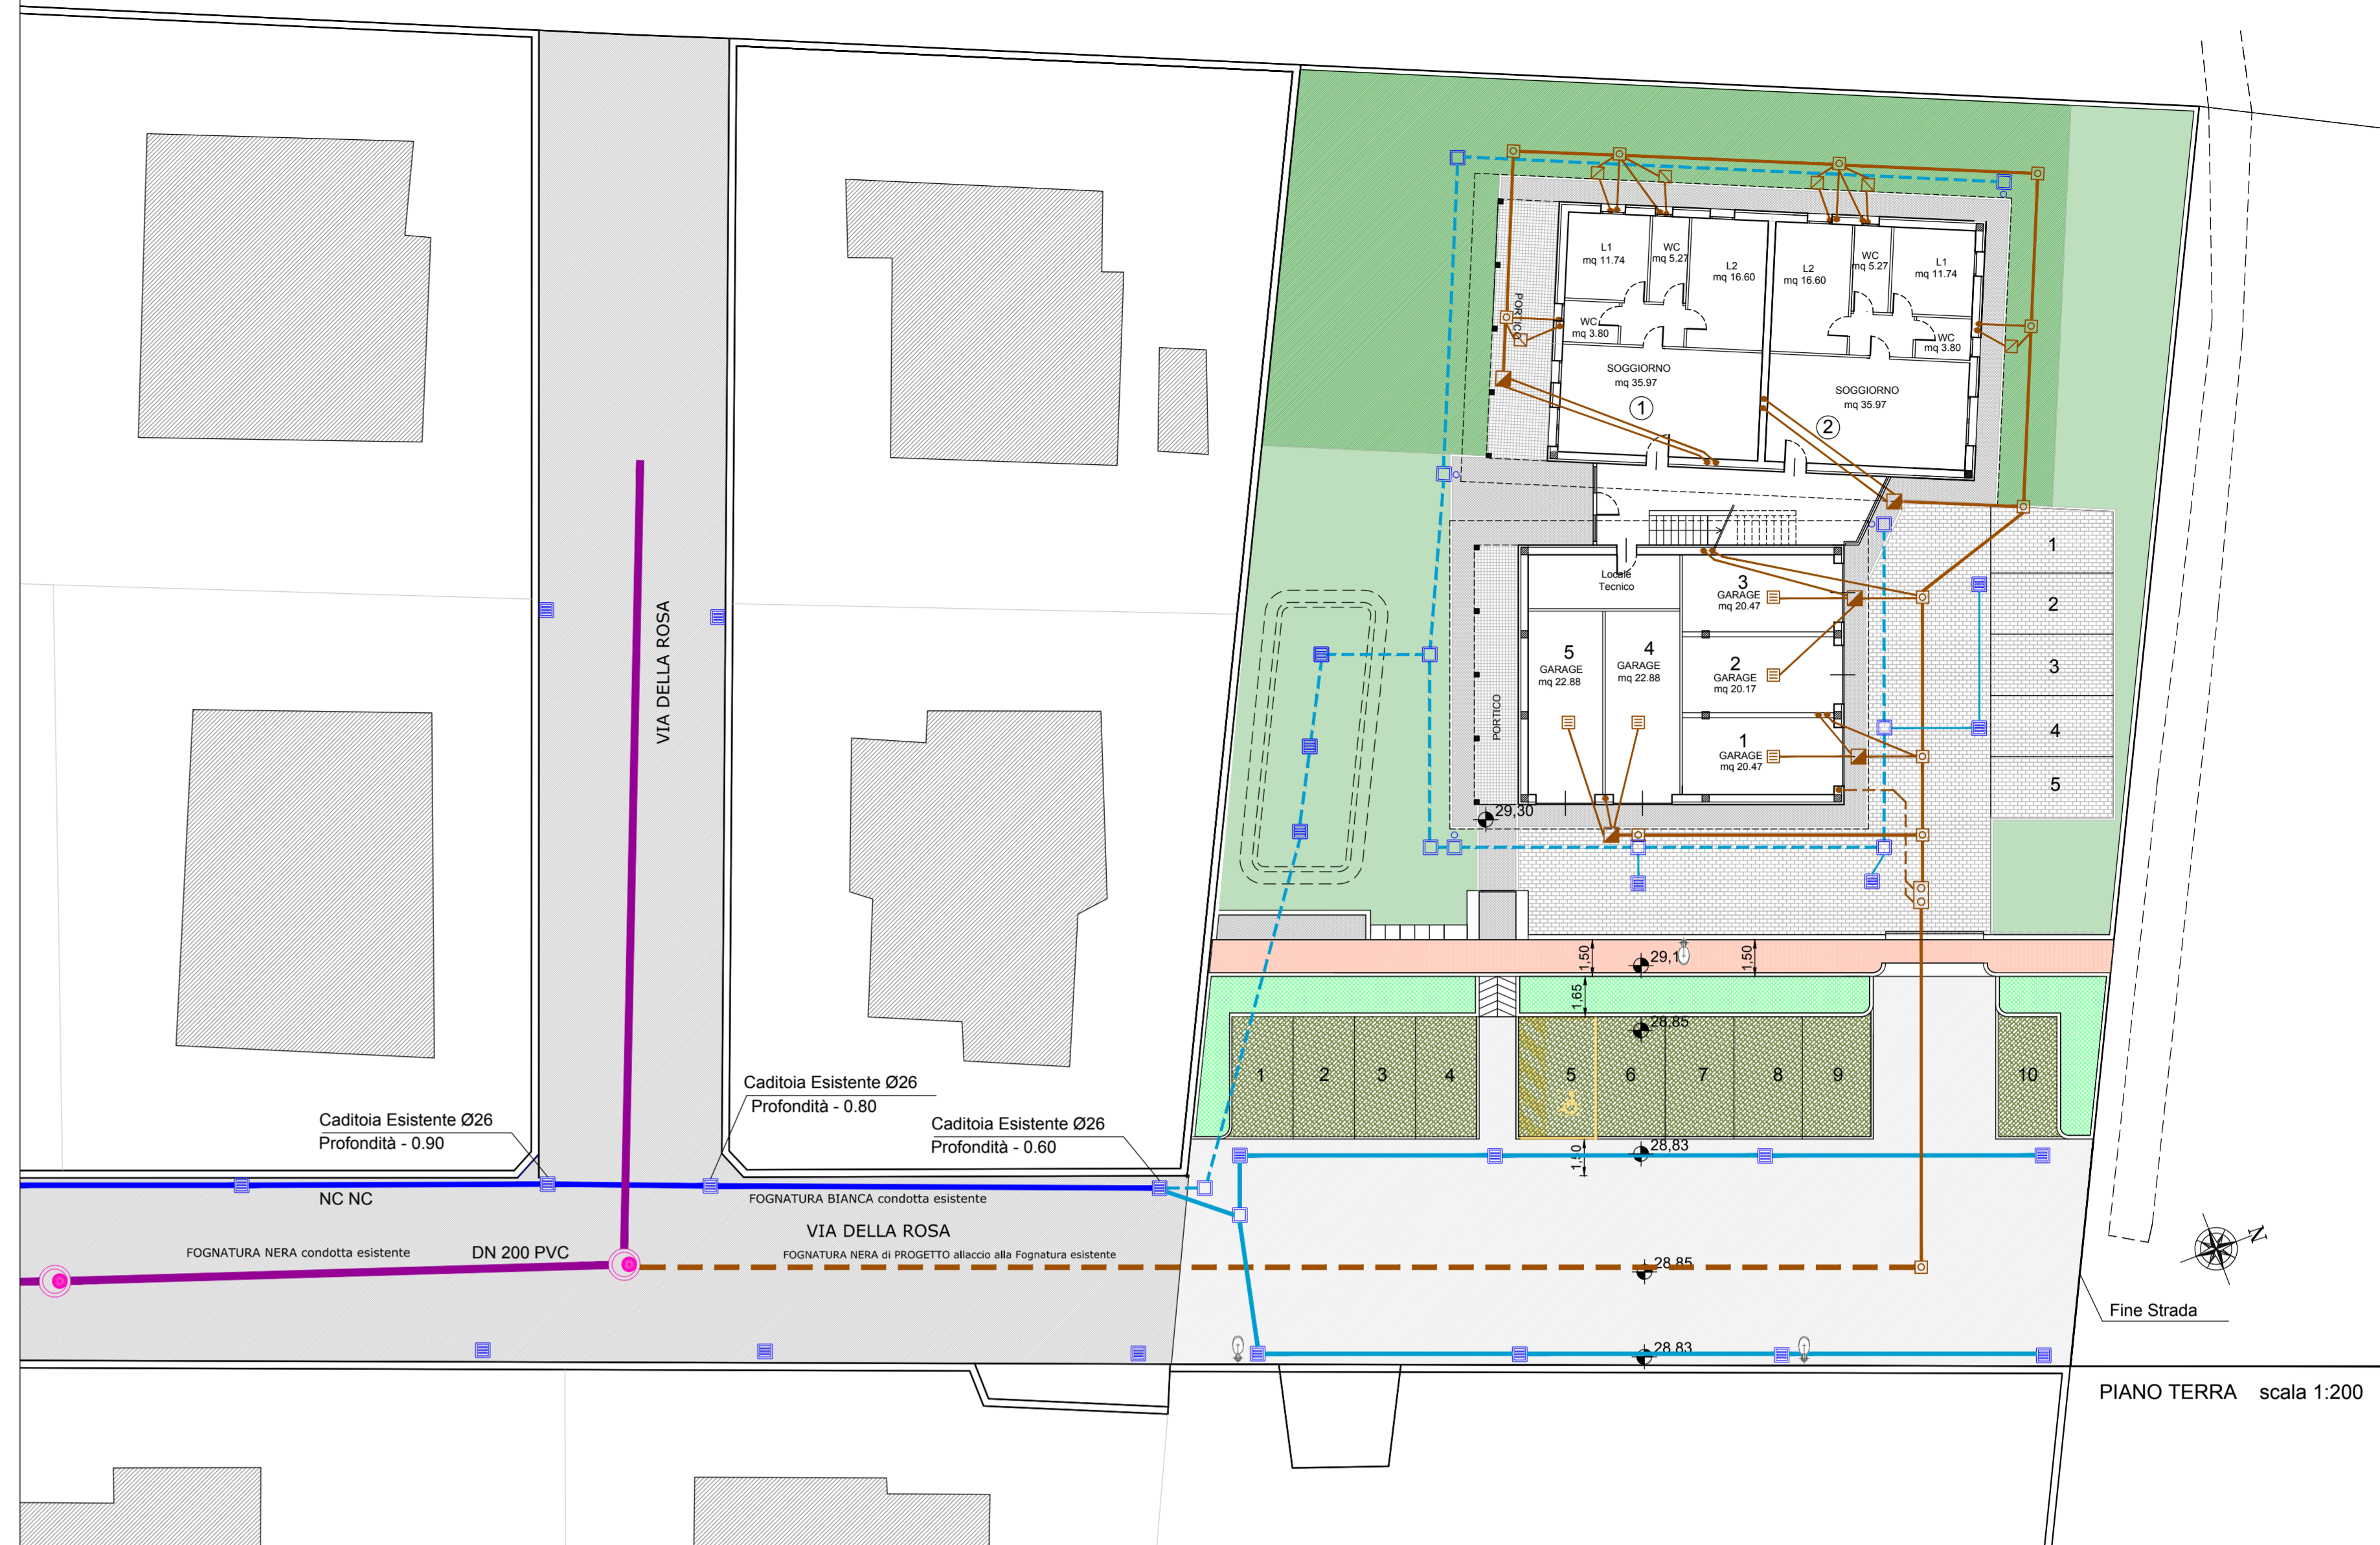 L1
mq 11.74
WC
mq 5.27
L2
mq 16.60
L2
mq 16.60
WC
mq 5.27
L1
mq 11.74
PORTICO
WC
mq 3.80
WC
mq 3.80
SOGGIORNO
mq 35.97
1
SOGGIORNO
mq 35.97
2
Locale
Tecnico
3
GARAGE
mq 20.47
5
GARAGE
mq 22.88
4
GARAGE
mq 22.88
2
GARAGE
mq 20.17
1
GARAGE
mq 20.47
PORTICO
1
2
3
4
5
VIA DELLA ROSA
29,30
1,50
29,1
1,50
1,65
28,85
1
2
3
4
5
6
7
8
9
10
Caditoia Esistente Ø26
Profondità - 0.90
Caditoia Esistente Ø26
Profondità - 0.80
Caditoia Esistente Ø26
Profondità - 0.60
1,50
28,83
NC NC
FOGNATURA BIANCA condotta esistente
VIA DELLA ROSA
FOGNATURA NERA condotta esistente
DN 200 PVC
FOGNATURA NERA di PROGETTO allaccio alla Fognatura esistente
28,85
N
Fine Strada
28,83
PIANO TERRA scala 1:200